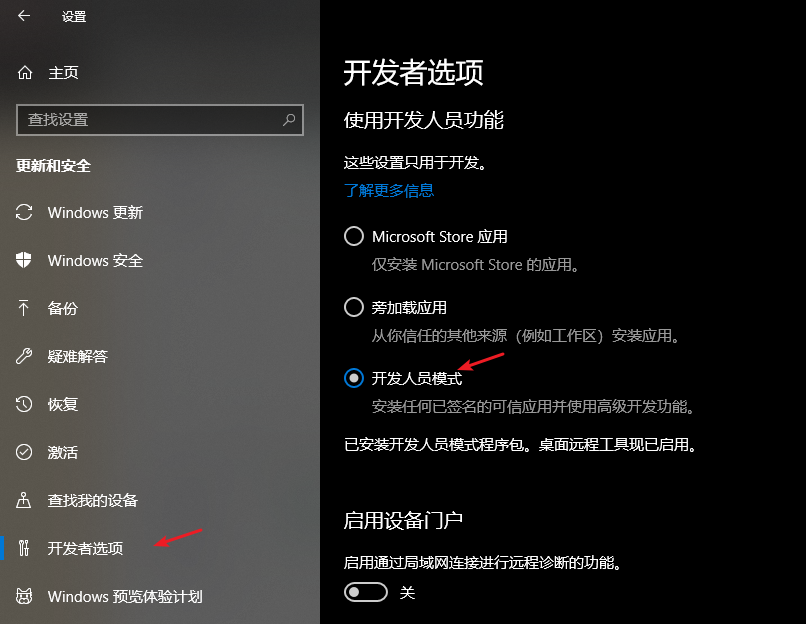 设置
主页
查找设置
更新和安全
Windows 更新
Windows 安全
备份
疑难解答
恢复
激活
查找我的设备
开发者选项
Windows 预览体验计划
开发者选项
使用开发人员功能
这些设置只用于开发。
了解更多信息
Microsoft Store 应用
仅安装 Microsoft Store 的应用。
旁加载应用
从你信任的其他来源（例如工作区）安装应用。
开发人员模式
安装任何已签名的可信应用并使用高级开发功能。
已安装开发人员模式程序包。桌面远程工具现已启用。
启用设备门户
启用通过局域网连接进行远程诊断的功能。
关